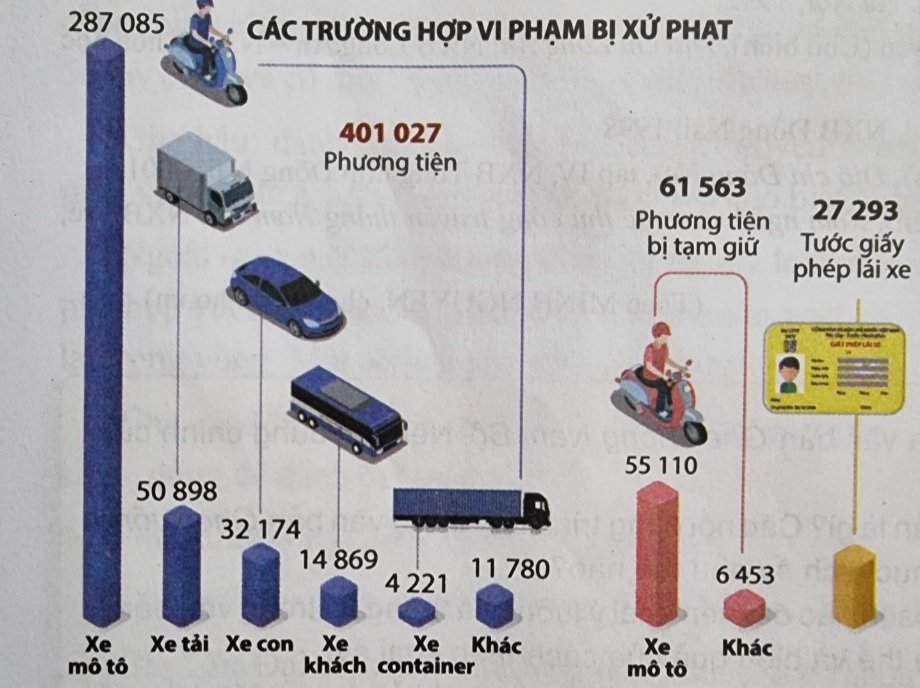 287 085
CÁC TRƯỜNG HỢP VI PHẠM BỊ XỬ PHẠT
401 027
Phương tiện
61 563
Phương tiện
bị tạm giữ
27 293
Tước giấy
phép lái xe
GIẤY PHÉP LÁI XE
55 110
50 898
32 174
14 869
4 221
11 780
6 453
Xe
mô tô
Xe tải
Xe con
Xe
khách
Xe
container
Khác
Xe
mô tô
Khác